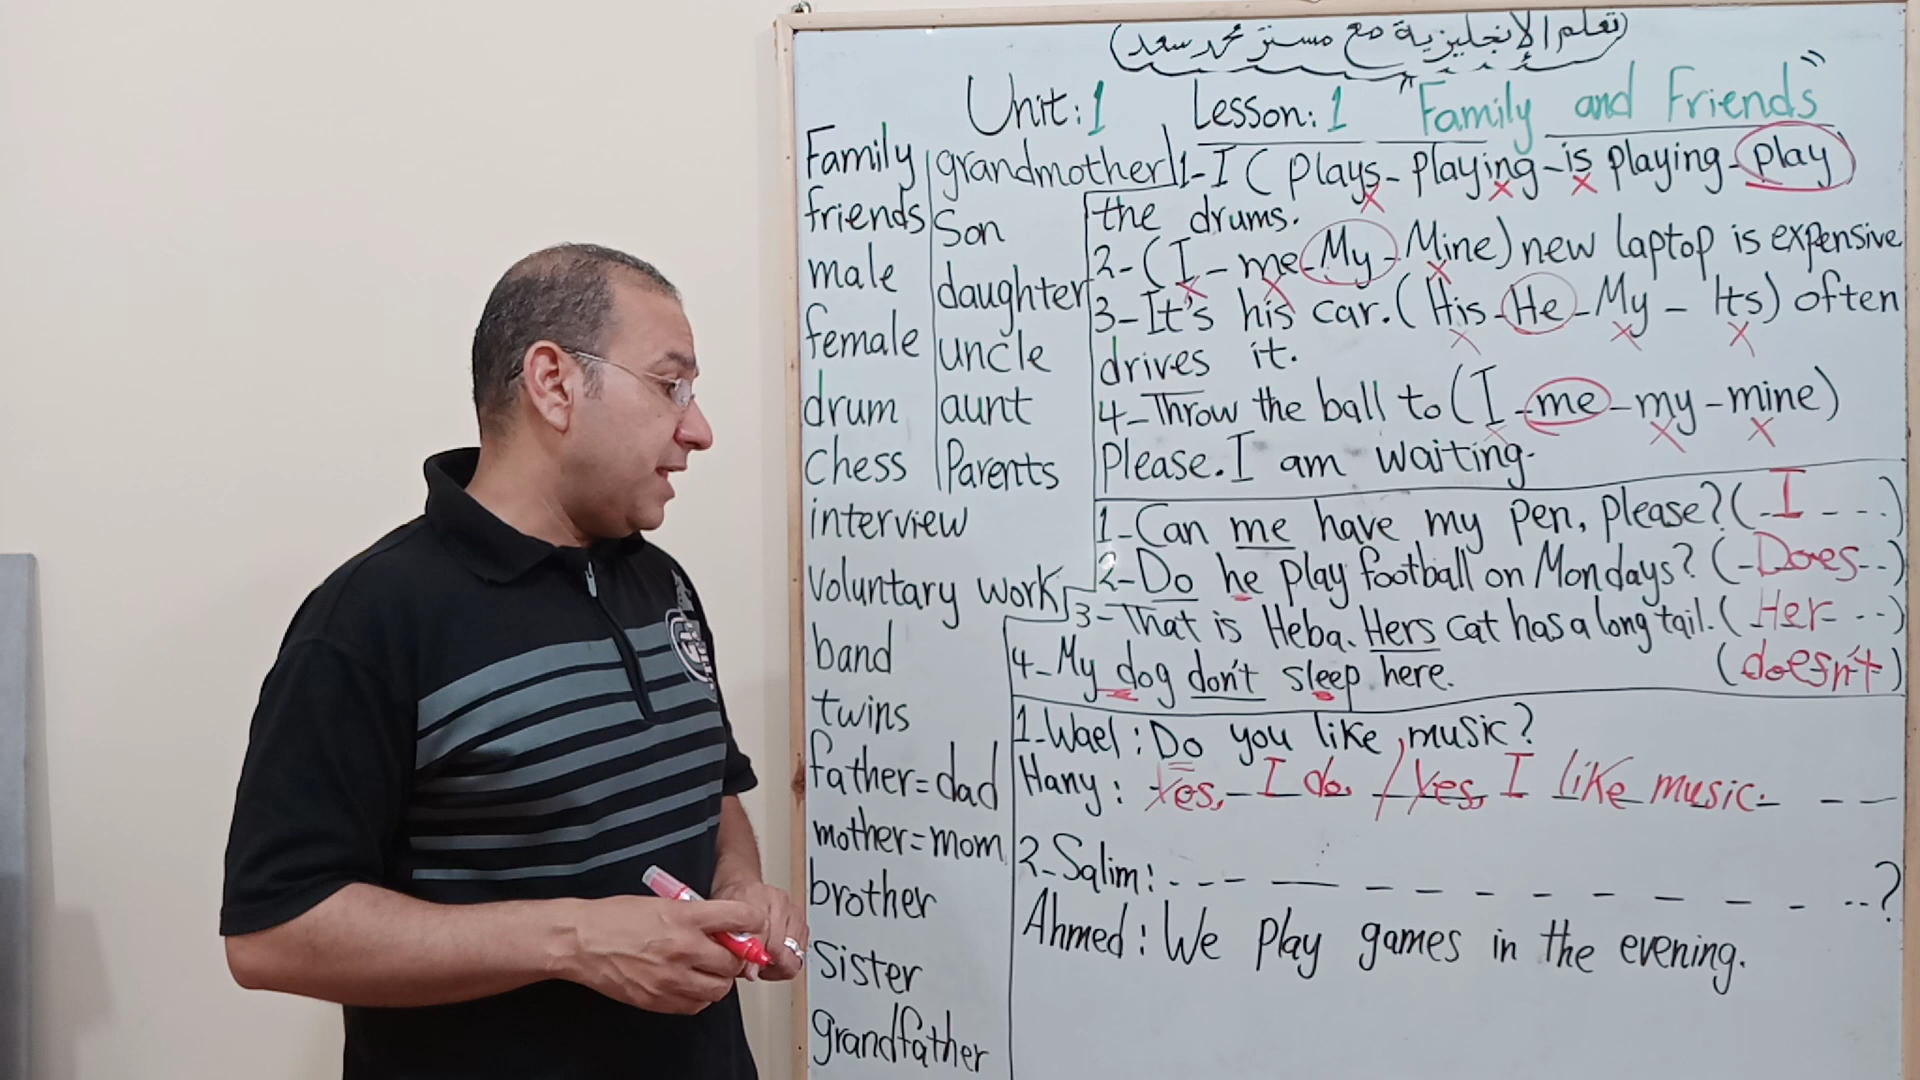 (تعلم الإنجليزية مع مستر محمد سعد)
Unit: 1 Lesson: 1 "Family and Friends"
Family
friends
male
female
drum
chess
interview
voluntary work
band
twins
father = dad
mother = mom
brother
Sister
grandfather
grandmother
Son
daughter
uncle
aunt
Parents
1- I ( plays - playing - is playing - play
the drums.
2- (I - me - My - Mine) new laptop is expensive
3- It's his car. (His - He - My - Its) often
drives it.
4- Throw the ball to (I - me - my - mine)
Please. I am waiting.
1- Can me have my pen, please? (- I - - -)
2- Do he play football on Mondays? (- Does - -)
3- That is Heba. Hers cat has a long tail. (Her - - -)
4- My dog don't sleep here. (doesn't)
1- Wael : Do you like music?
Hany : Yes, I do. / Yes, I like music.
2- Salim : - - - - - - - - - - - - ?
Ahmed : We play games in the evening.